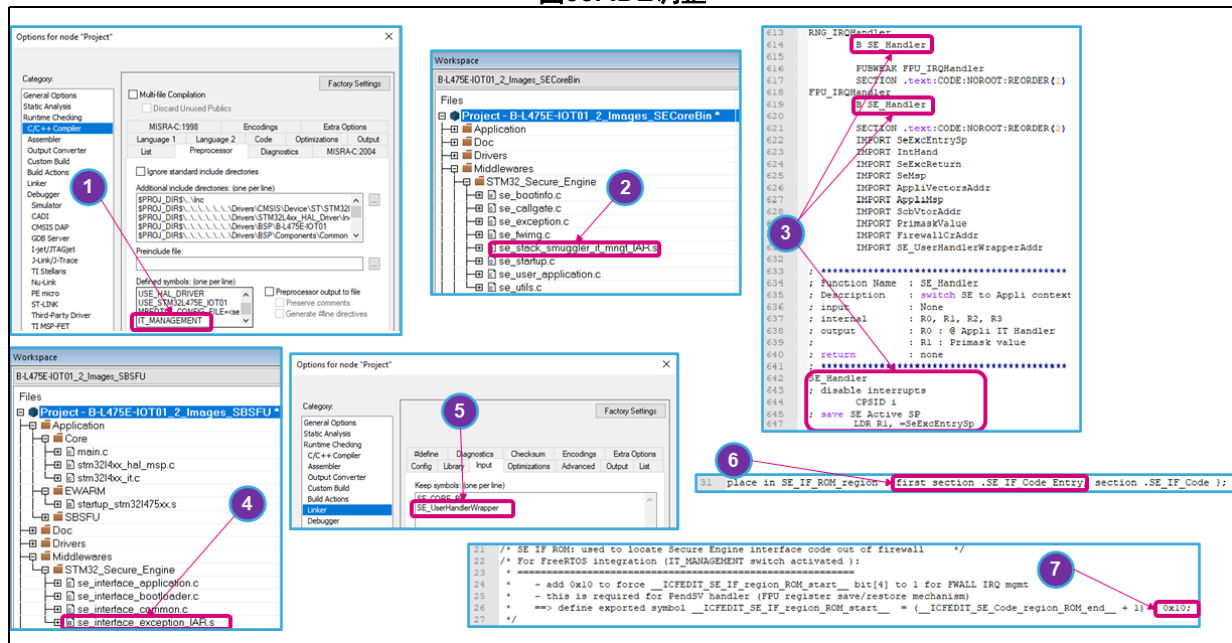 Options for node "Project"
Category:
General Options
Static Analysis
Runtime Checking
C/C++ Compiler
Assembler
Output Converter
Custom Build
Build Actions
Linker
Debugger
Simulator
CADI
CMSIS DAP
GDB Server
I-jet/JTAGjet
J-Link/J-Trace
TI Stellaris
Nu-Link
PE micro
ST-LINK
Third-Party Driver
TI MSP-FET
Factory Settings
Multi-file Compilation
Discard Unused Publics
MISRA-C:1998 Encodings Extra Options
Language 1 Language 2 Code Optimizations Output
List Preprocessor Diagnostics MISRA-C:2004
Ignore standard include directories
Additional include directories: (one per line)
Preinclude file:
Defined symbols: (one per line)
USE_HAL_DRIVER
USE_STM32L475E_IOT01
IT_MANAGEMENT
Preprocessor output to file
Preserve comments
Generate #line directives
1
Workspace
B-L475E-IOT01_2_Images_SECoreBin
Files
Project - B-L475E-IOT01_2_Images_SECoreBin *
Application
Doc
Drivers
Middlewares
STM32_Secure_Engine
se_bootinfo.c
se_callgate.c
se_exception.c
se_fwimg.c
se_stack_smuggler_it_mngt_IAR.s
se_startup.c
se_user_application.c
se_utils.c
2
613 RNG_IRQHandler
614 B SE_Handler
615
616 PUBWEAK FPU_IRQHandler
617 SECTION .text:CODE:NOROOT:REORDER(1)
618 FPU_IRQHandler
619 B SE_Handler
620
621 SECTION .text:CODE:NOROOT:REORDER(2)
622 IMPORT SeExcEntrySp
623 IMPORT IntHand
624 IMPORT SeExcReturn
625 IMPORT SeMsp
626 IMPORT AppliVectorsAddr
627 IMPORT AppliMsp
628 IMPORT ScbVtorAddr
629 IMPORT PrimaskValue
630 IMPORT FirewallCrAddr
631 IMPORT SE_UserHandlerWrapperAddr
632
633 ; *******************************************
634 ; Function Name : SE_Handler
635 ; Description : switch SE to Appli context
636 ; input : None
637 ; internal : R0, R1, R2, R3
638 ; output : R0 : @ Appli IT Handler
639 ; : R1 : Primask value
640 ; return : none
641 ; *******************************************
642 SE_Handler
643 ; disable interrupts
644 CPSID i
645 ; save SE Active SP
LDR R1, =SeExcEntrySp
3
Workspace
B-L475E-IOT01_2_Images_SBSFU
Files
Project - B-L475E-IOT01_2_Images_SBSFU *
Application
Core
main.c
stm32l4xx_hal_msp.c
stm32l4xx_it.c
EWARM
startup_stm32l475xx.s
SBSFU
Doc
Drivers
Middlewares
STM32_Secure_Engine
se_interface_application.c
se_interface_bootloader.c
se_interface_common.c
se_interface_exception_IAR.s
4
Options for node "Project"
Category:
General Options
Static Analysis
Runtime Checking
C/C++ Compiler
Assembler
Output Converter
Custom Build
Build Actions
Linker
Debugger
Factory Settings
#define Diagnostics Checksum Encodings Extra Options
Config Library Input Optimizations Advanced Output List
Keep symbols: (one per line)
SE_UserHandlerWrapper
5
6
31 place in SE_IF_ROM_region { first section .SE_IF_Code_Entry, section .SE_IF_Code };
21 /* SE IF ROM: used to locate Secure Engine interface code out of firewall */
22 /* For FreeRTOS integration (IT_MANAGEMENT switch activated ):
23 * =====================================================
24 * - add 0x10 to force __ICFEDIT_SE_IF_region_ROM_start__ bit[4] to 1 for FWALL IRQ mgmt
25 * - this is required for PendSV handler (FPU register save/restore mechanism)
26 * ==> define exported symbol __ICFEDIT_SE_IF_region_ROM_start__ = (__ICFEDIT_SE_Code_region_ROM_end__ + 1) 0x10;
27 */
7